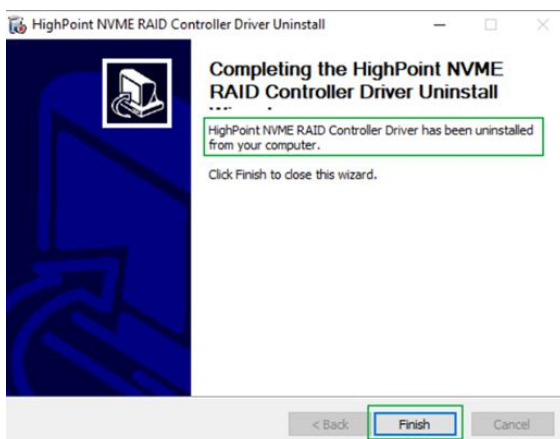 HighPoint NVME RAID Controller Driver Uninstall
Completing the HighPoint NVME
RAID Controller Driver Uninstall
HighPoint NVME RAID Controller Driver has been uninstalled
from your computer.
Click Finish to close this wizard.
< Back Finish Cancel